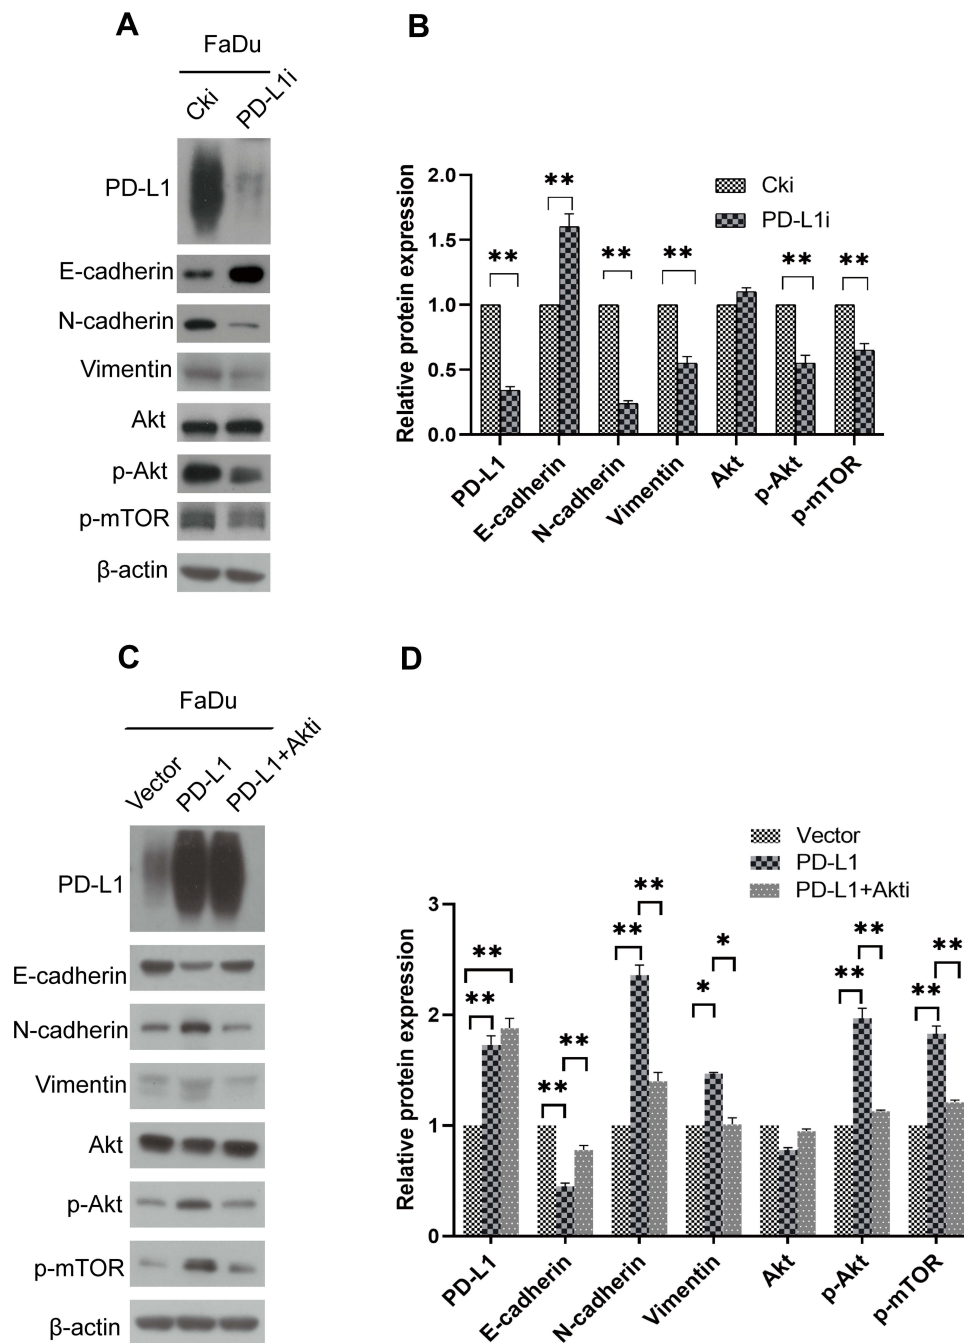 A
FaDu
Cki
PD-L1i
PD-L1
E-cadherin
N-cadherin
Vimentin
Akt
p-Akt
p-mTOR
β-actin
B
Relative protein expression
2.0
1.5
1.0
0.5
0.0
Cki
PD-L1i
**
**
**
**
**
**
PD-L1
E-cadherin
N-cadherin
Vimentin
Akt
p-Akt
p-mTOR
C
FaDu
Vector
PD-L1
PD-L1+Akti
PD-L1
E-cadherin
N-cadherin
Vimentin
Akt
p-Akt
p-mTOR
β-actin
D
Vector
PD-L1
PD-L1+Akti
Relative protein expression
3
2
1
0
**
**
**
**
**
**
*
*
**
**
**
**
PD-L1
E-cadherin
N-cadherin
Vimentin
Akt
p-Akt
p-mTOR